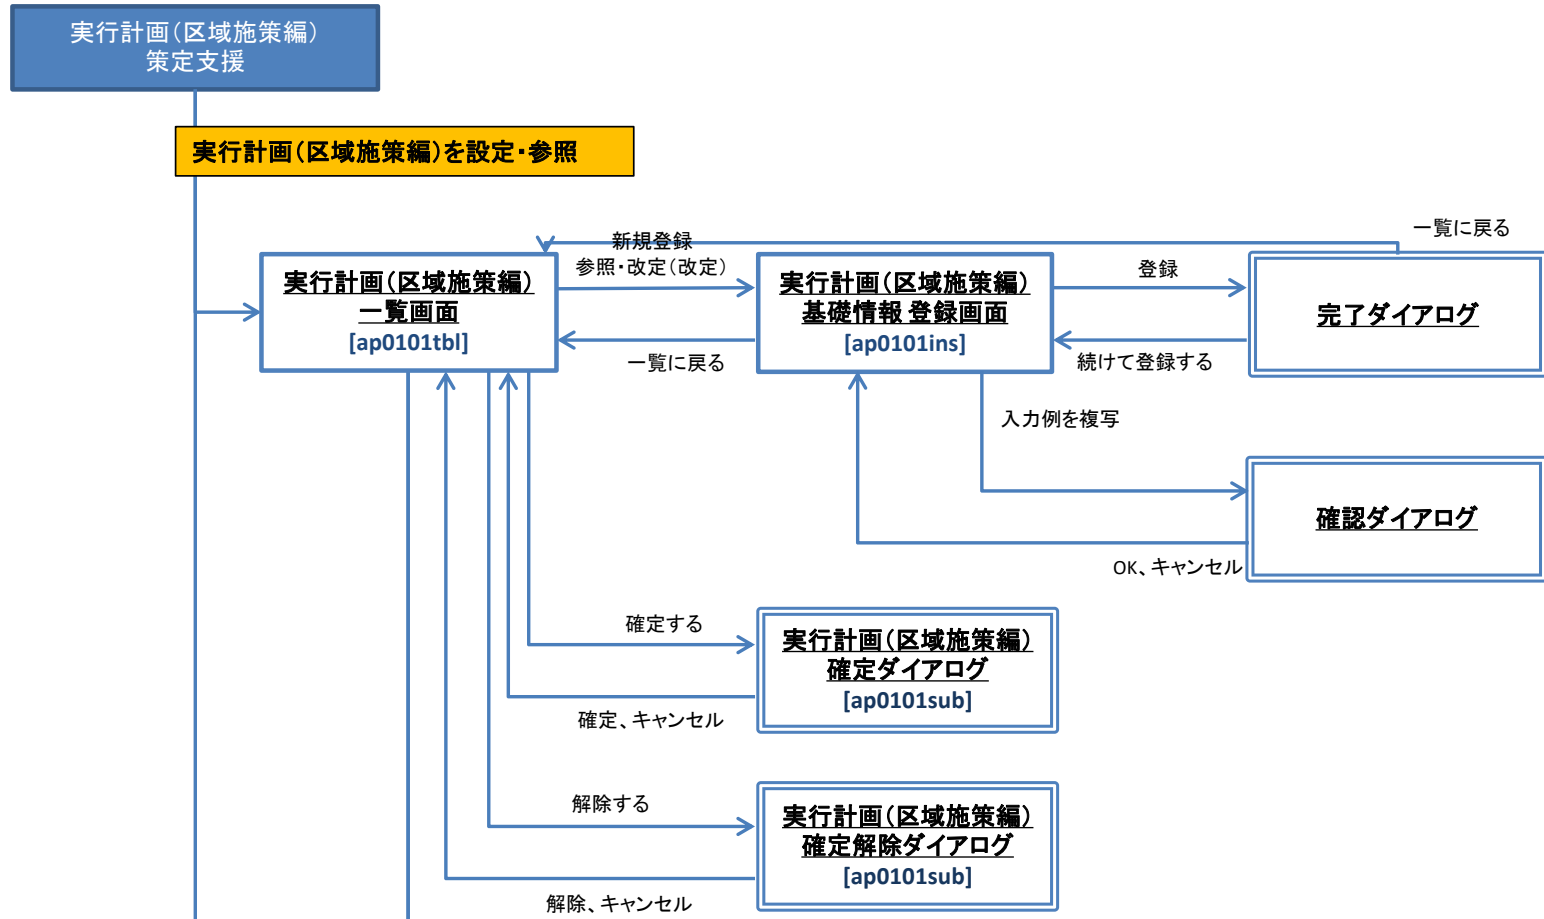 実行計画(区域施策編)
策定支援
実行計画(区域施策編)を設定・参照
一覧に戻る
新規登録
参照・改定(改定)
登録
実行計画(区域施策編)
一覧画面
[ap0101tbl]
実行計画(区域施策編)
基礎情報 登録画面
[ap0101ins]
完了ダイアログ
一覧に戻る
続けて登録する
入力例を複写
確認ダイアログ
OK、キャンセル
確定する
実行計画(区域施策編)
確定ダイアログ
[ap0101sub]
確定、キャンセル
解除する
実行計画(区域施策編)
確定解除ダイアログ
[ap0101sub]
解除、キャンセル